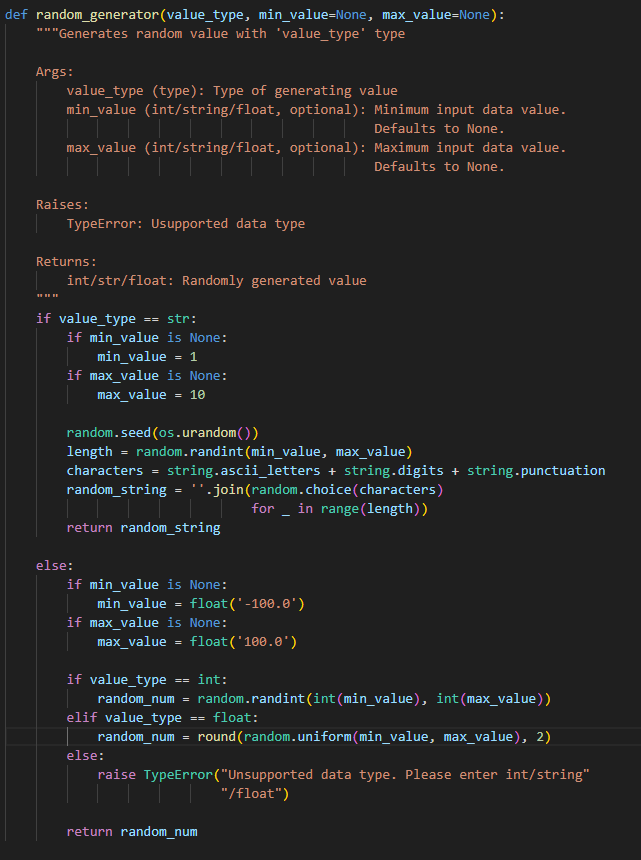 def random_generator(value_type, min_value=None, max_value=None):
    """Generates random value with 'value_type' type

    Args:
        value_type (type): Type of generating value
        min_value (int/string/float, optional): Minimum input data value.
                                                Defaults to None.
        max_value (int/string/float, optional): Maximum input data value.
                                                Defaults to None.

    Raises:
        TypeError: Usupported data type

    Returns:
        int/str/float: Randomly generated value
    """
    if value_type == str:
        if min_value is None:
            min_value = 1
        if max_value is None:
            max_value = 10

        random.seed(os.urandom())
        length = random.randint(min_value, max_value)
        characters = string.ascii_letters + string.digits + string.punctuation
        random_string = ''.join(random.choice(characters)
                                for _ in range(length))
        return random_string

    else:
        if min_value is None:
            min_value = float('-100.0')
        if max_value is None:
            max_value = float('100.0')

        if value_type == int:
            random_num = random.randint(int(min_value), int(max_value))
        elif value_type == float:
            random_num = round(random.uniform(min_value, max_value), 2)
        else:
            raise TypeError("Unsupported data type. Please enter int/string"
                            "/float")

        return random_num